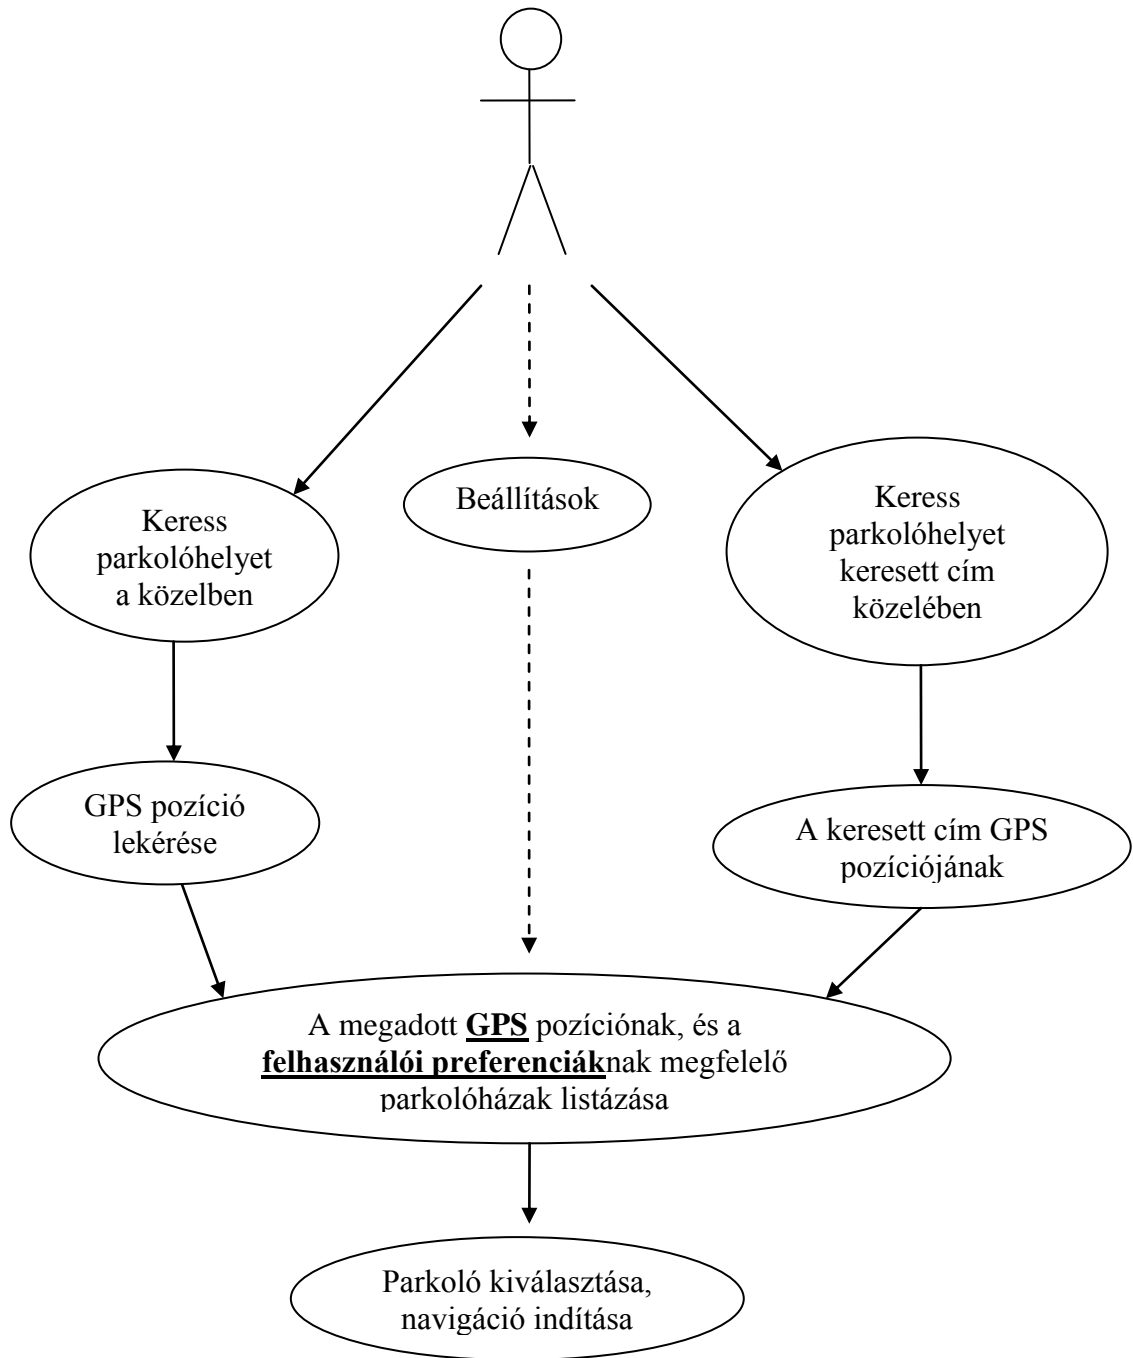 Keress
parkolóhelyet
a közelben
Beállítások
Keress
parkolóhelyet
keresett cím
közelében
GPS pozíció
lekérése
A keresett cím GPS
pozíciójának
A megadott GPS pozíciónak, és a
felhasználói preferenciáknak megfelelő
parkolóházak listázása
Parkoló kiválasztása,
navigáció indítása